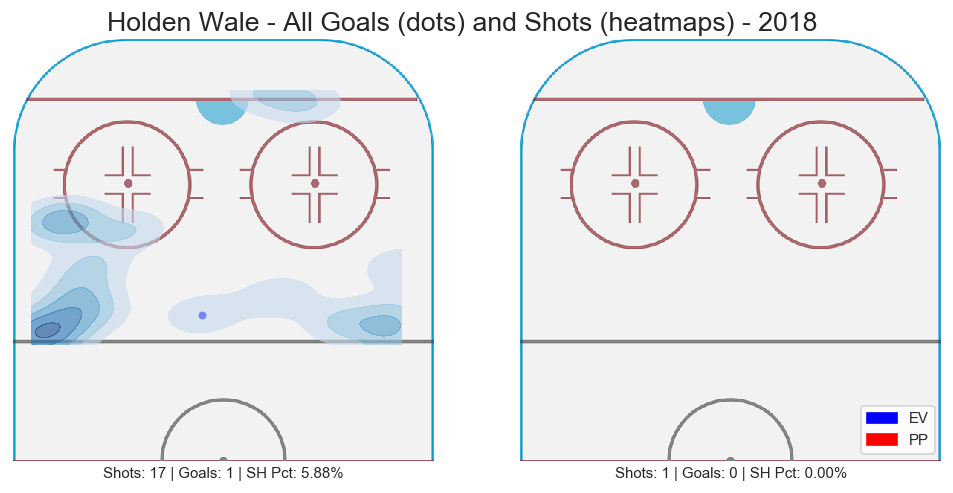 Holden Wale - All Goals (dots) and Shots (heatmaps) - 2018
EV
PP
Shots: 17 | Goals: 1 | SH Pct: 5.88%
Shots: 1 | Goals: 0 | SH Pct: 0.00%